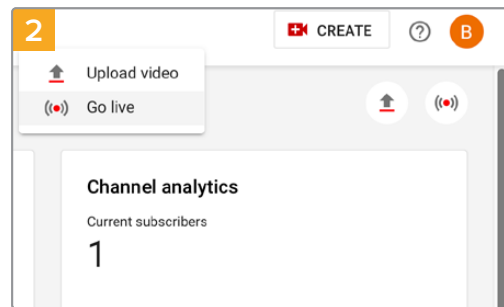 2
CREATE
B
Upload video
Go live
Channel analytics
Current subscribers
1